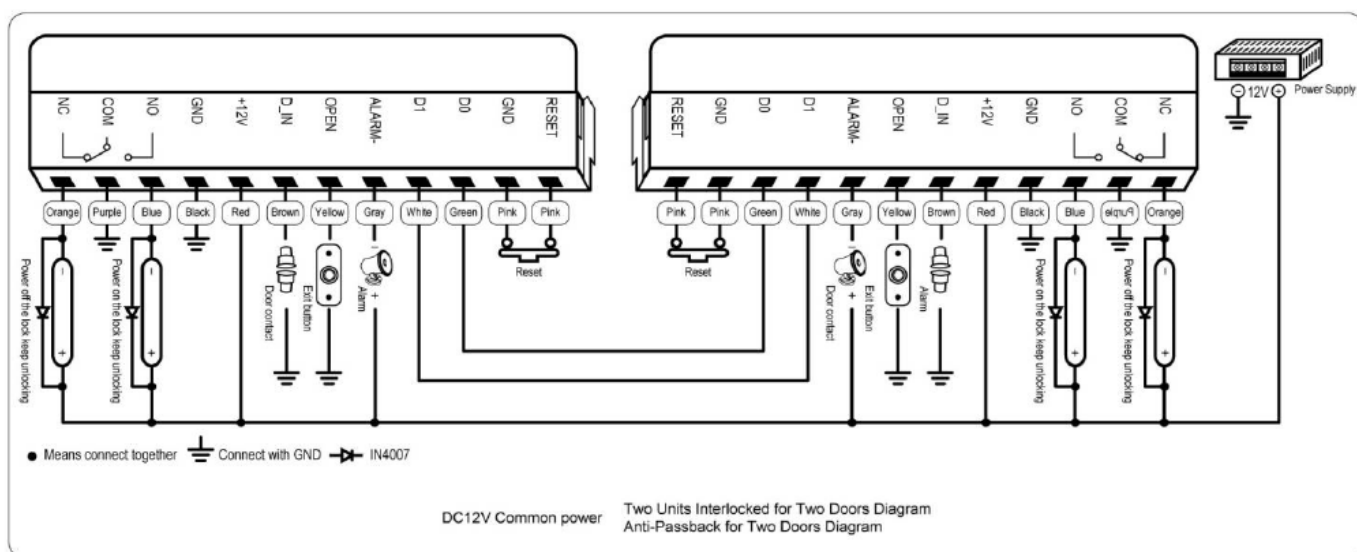 NC COM NO GND +12V D_IN OPEN ALARM- D1 D0 GND RESET
RESET GND D0 D1 ALARM- OPEN D_IN +12V GND NO COM NC
12V Power Supply
Orange Purple Blue Black Red Brown Yellow Gray White Green Pink Pink
Pink Pink Green White Gray Yellow Brown Red Black Blue Purple Orange
Power off the lock keep unlocking
Power on the lock keep unlocking
Door contact
Exit button
Alarm
Reset
Reset
Door contact
Exit button
Alarm
Power on the lock keep unlocking
Power off the lock keep unlocking
Means connect together Connect with GND IN4007
DC12V Common power
Two Units Interlocked for Two Doors Diagram
Anti-Passback for Two Doors Diagram